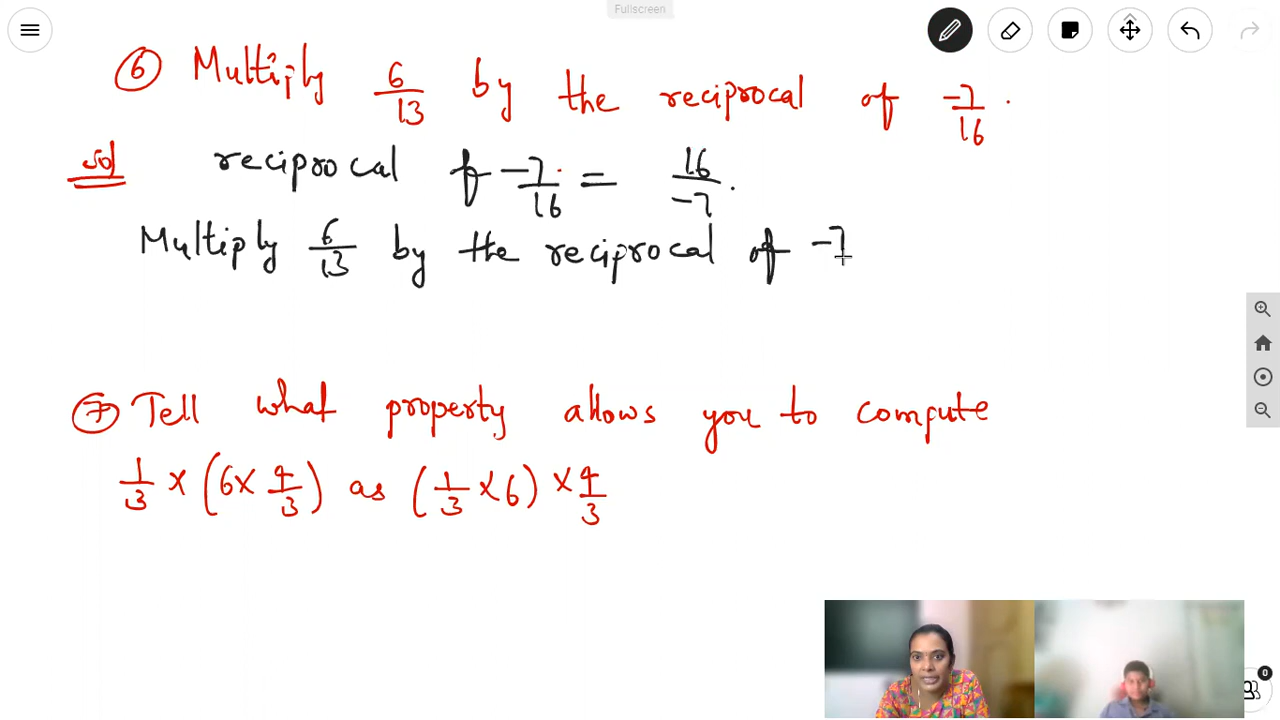 Fullscreen
6 Multiply 6/13 by the reciprocal of -7/16.
Sol reciprocal of -7/16 = 16/-7.
Multiply 6/13 by the reciprocal of -7
7 Tell what property allows you to compute
1/3 × (6 × 4/3) as (1/3 × 6) × 4/3
0